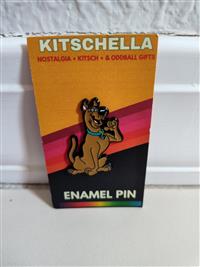 KITSCHELLA
NOSTALGIA • KITSCH • & ODDBALL GIFTS
ENAMEL PIN